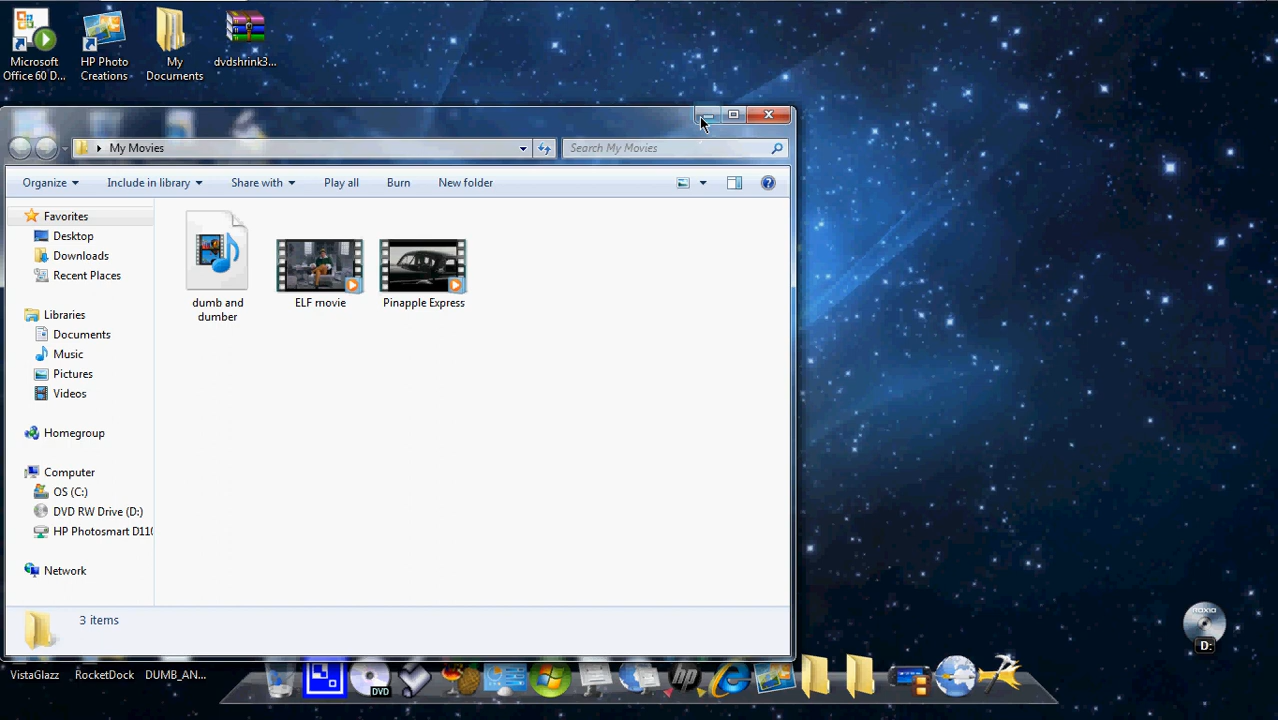 Microsoft
Office 60 D...
HP Photo
Creations
My
Documents
dvdshrink3...
My Movies
Search My Movies
Organize
Include in library
Share with
Play all
Burn
New folder
Favorites
Desktop
Downloads
Recent Places
Libraries
Documents
Music
Pictures
Videos
Homegroup
Computer
OS (C:)
DVD RW Drive (D:)
HP Photosmart D110
Network
dumb and
dumber
ELF movie
Pinapple Express
3 items
D:
VistaGlazz
RocketDock
DUMB_AN...
DVD
hp